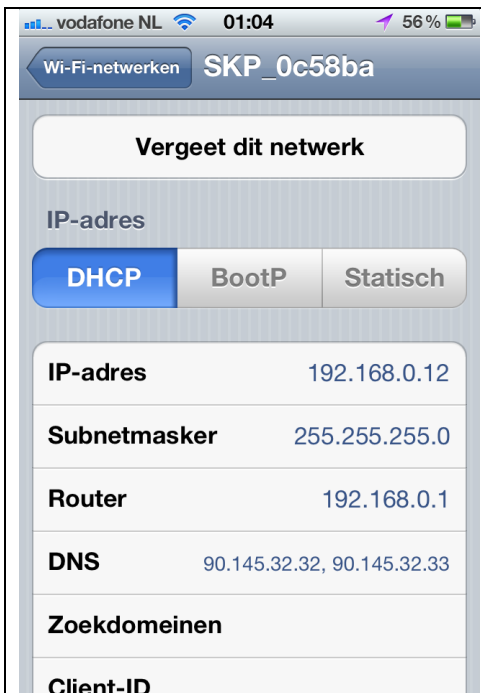 vodafone NL 01:04 56%
Wi-Fi-netwerken SKP_0c58ba
Vergeet dit netwerk
IP-adres
DHCP BootP Statisch
IP-adres 192.168.0.12
Subnetmasker 255.255.255.0
Router 192.168.0.1
DNS 90.145.32.32, 90.145.32.33
Zoekdomeinen
Client-ID